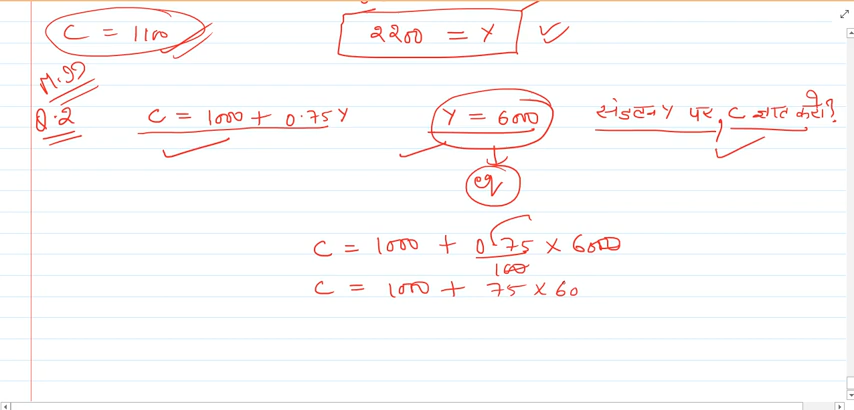 C = 1100
2200 = Y
Q.2 C = 1000 + 0.75Y Y = 6000 संतुलन Y पर, C ज्ञात करो?
C = 1000 + 0.75 × 6000
100
C = 1000 + 75 × 60